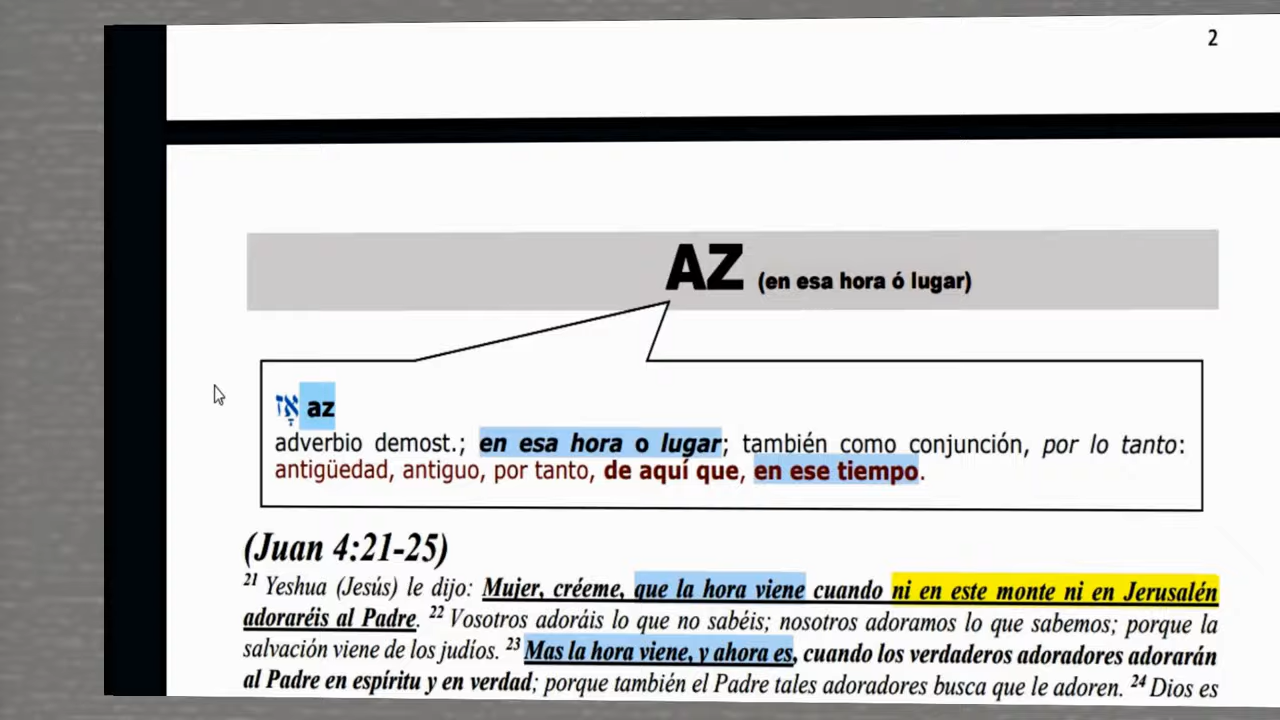 2
AZ (en esa hora ó lugar)
אָז az
adverbio demost.; en esa hora o lugar; también como conjunción, por lo tanto:
antigüedad, antiguo, por tanto, de aquí que, en ese tiempo.
(Juan 4:21-25)
21 Yeshua (Jesús) le dijo: Mujer, créeme, que la hora viene cuando ni en este monte ni en Jerusalén
adoraréis al Padre. 22 Vosotros adoráis lo que no sabéis; nosotros adoramos lo que sabemos; porque la
salvación viene de los judíos. 23 Mas la hora viene, y ahora es, cuando los verdaderos adoradores adorarán
al Padre en espíritu y en verdad; porque también el Padre tales adoradores busca que le adoren. 24 Dios es